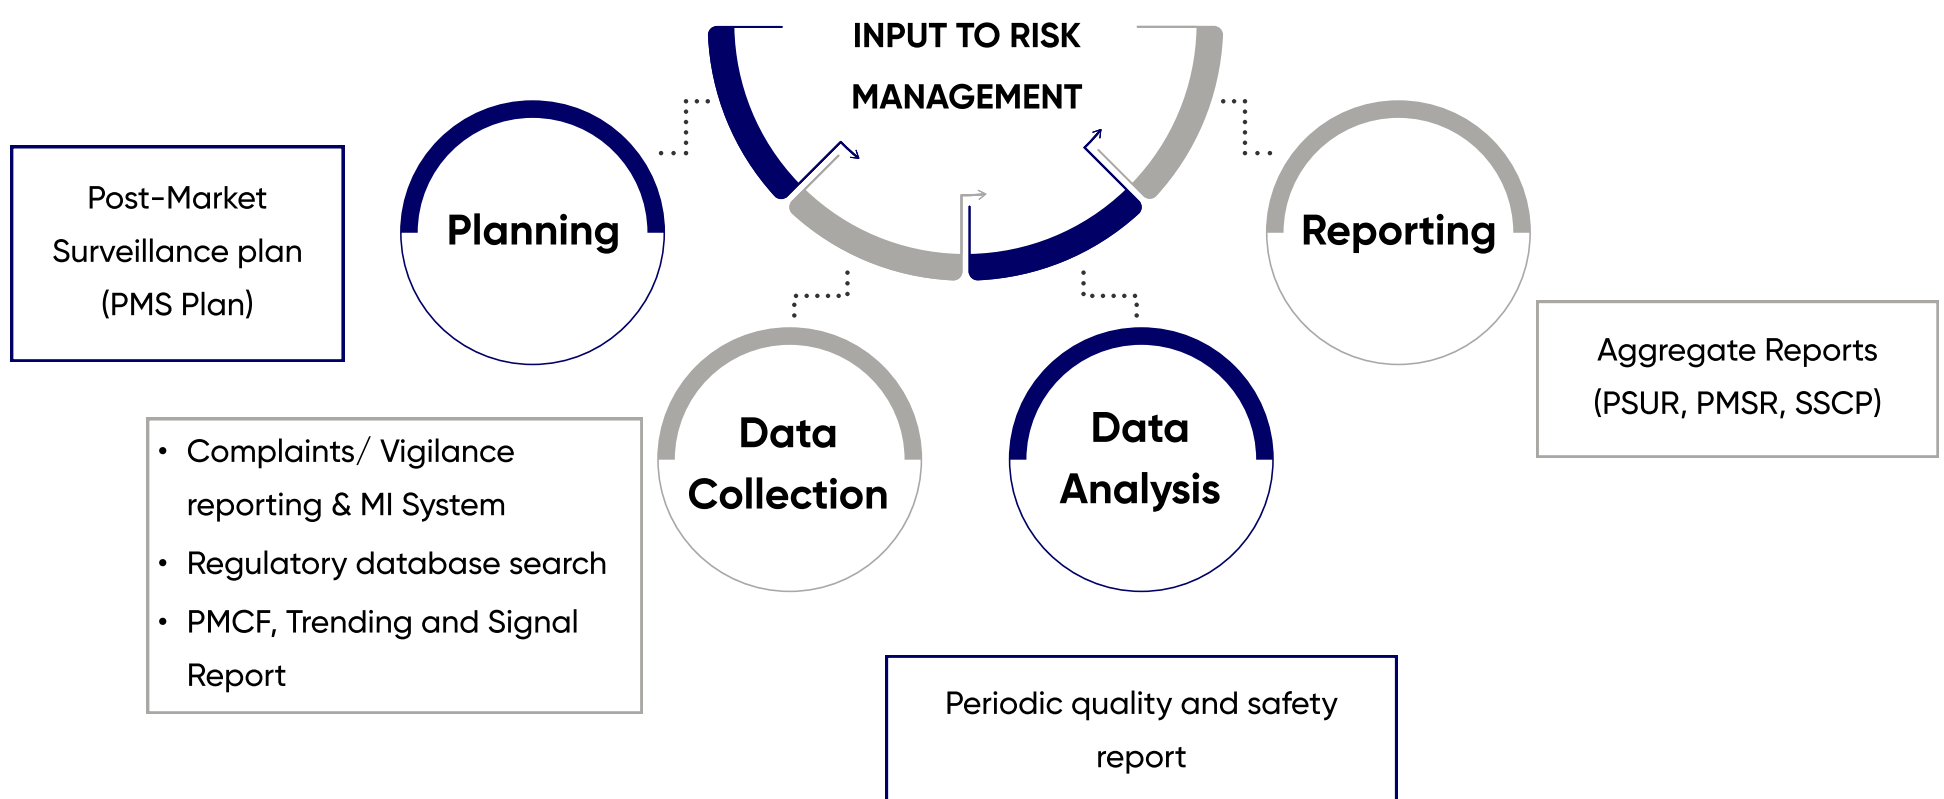 INPUT TO RISK
MANAGEMENT
Planning
Post-Market
Surveillance plan
(PMS Plan)
Data
Collection
• Complaints/ Vigilance
reporting & MI System
• Regulatory database search
• PMCF, Trending and Signal
Report
Data
Analysis
Periodic quality and safety
report
Reporting
Aggregate Reports
(PSUR, PMSR, SSCP)